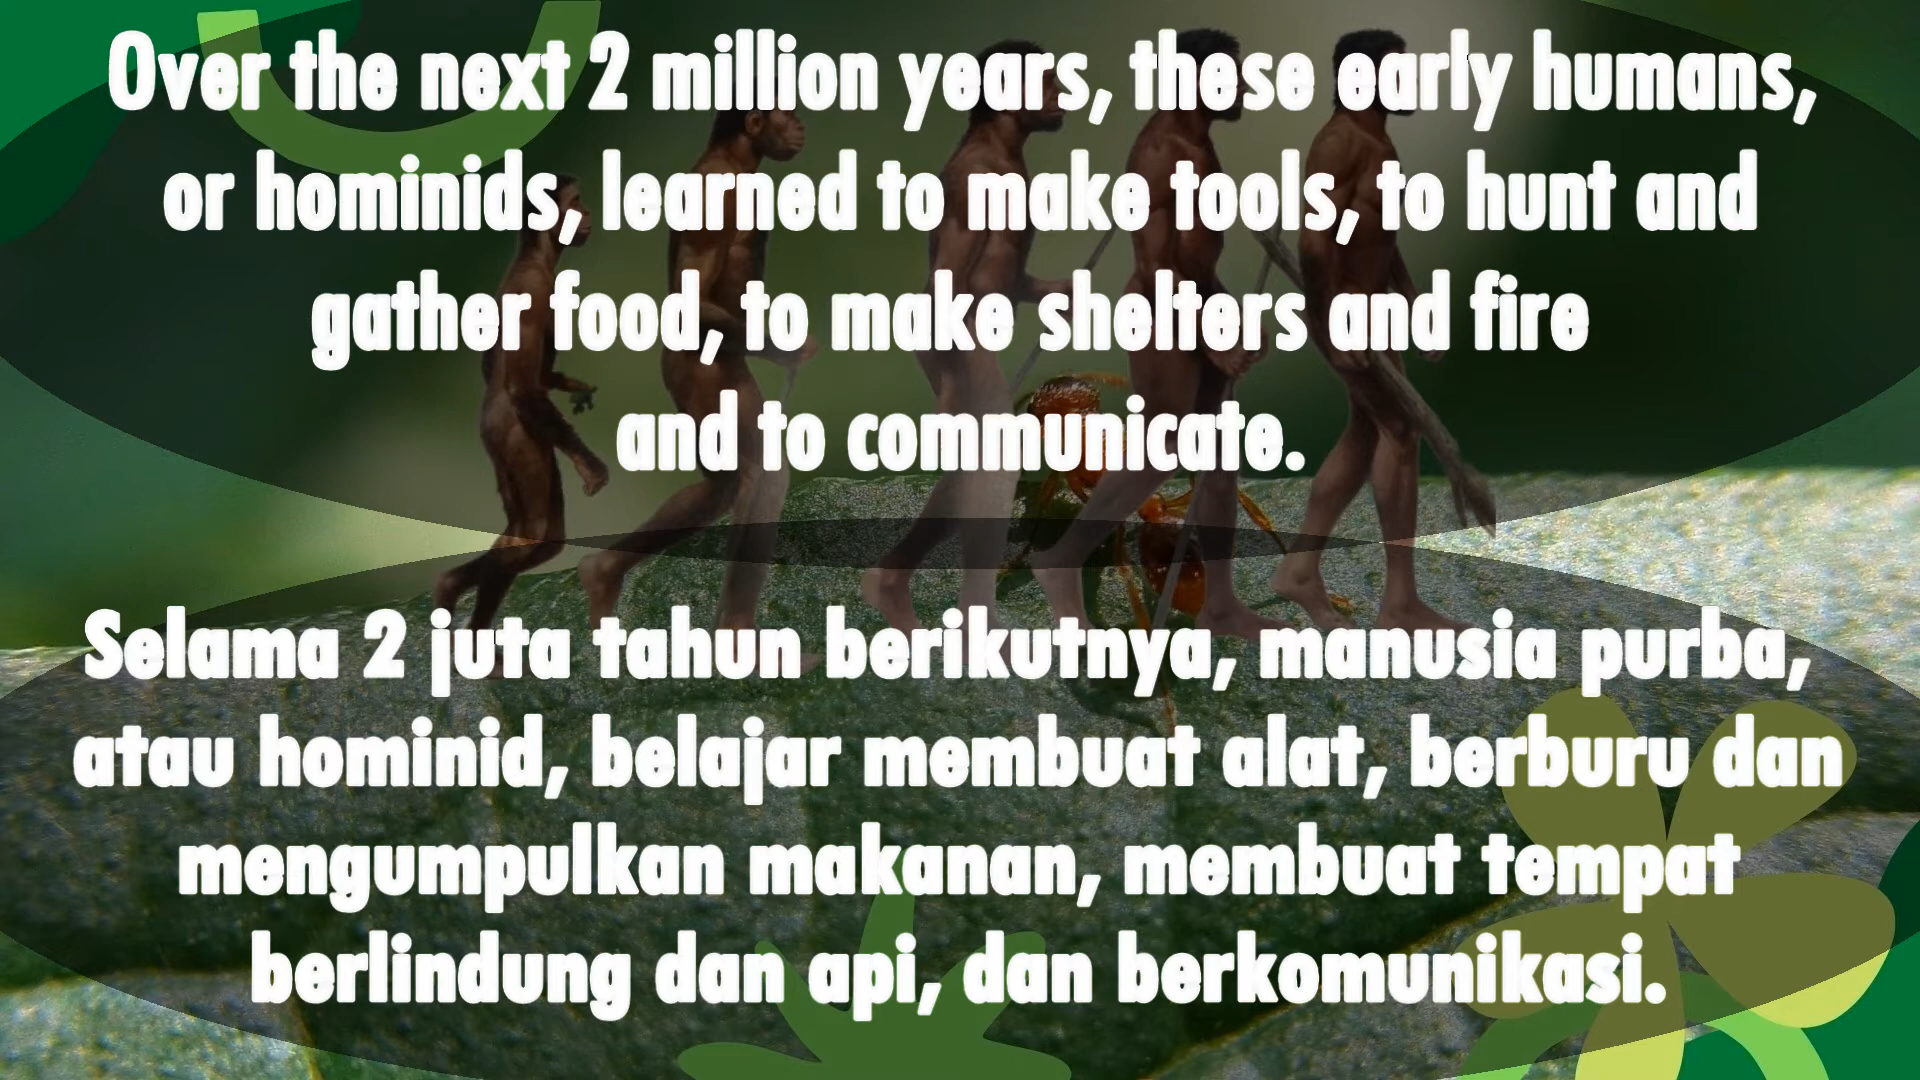 Over the next 2 million years, these early humans,
or hominids, learned to make tools, to hunt and
gather food, to make shelters and fire
and to communicate.
Selama 2 juta tahun berikutnya, manusia purba,
atau hominid, belajar membuat alat, berburu dan
mengumpulkan makanan, membuat tempat
berlindung dan api, dan berkomunikasi.